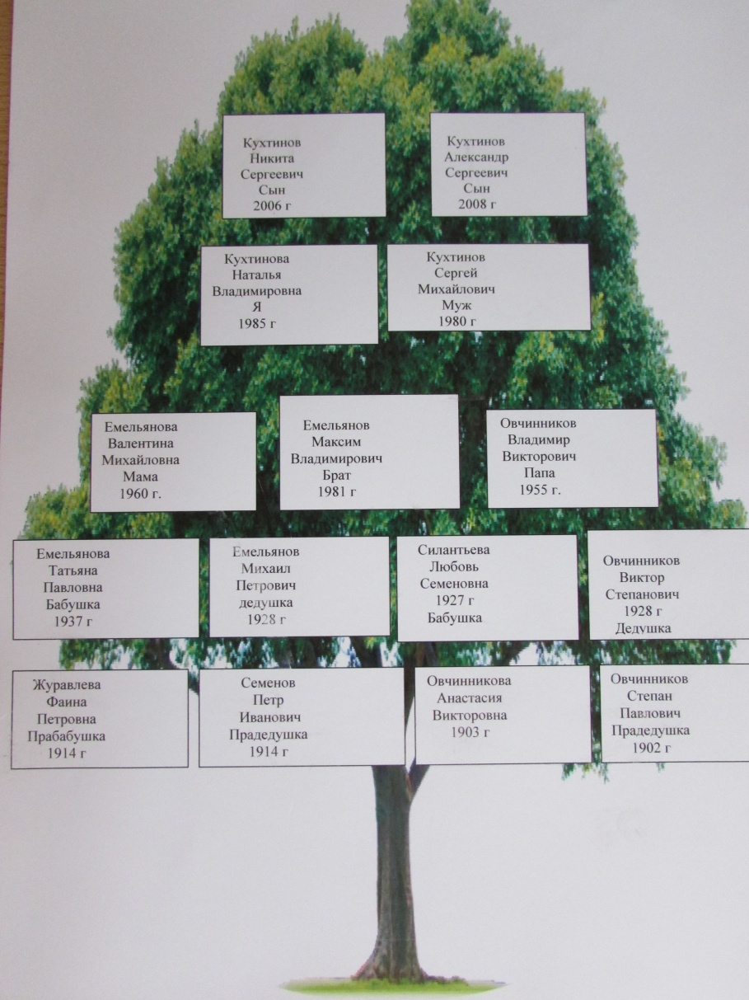 Кухтинов
Никита
Сергеевич
Сын
2006 г
Кухтинов
Александр
Сергеевич
Сын
2008 г
Кухтинова
Наталья
Владимировна
Я
1985 г
Кухтинов
Сергей
Михайлович
Муж
1980 г
Емельянова
Валентина
Михайловна
Мама
1960 г.
Емельянов
Максим
Владимирович
Брат
1981 г
Овчинников
Владимир
Викторович
Папа
1955 г.
Емельянова
Татьяна
Павловна
Бабушка
1937 г
Емельянов
Михаил
Петрович
дедушка
1928 г
Силантьева
Любовь
Семеновна
1927 г
Бабушка
Овчинников
Виктор
Степанович
1928 г
Дедушка
Журавлева
Фаина
Петровна
Прабабушка
1914 г
Семенов
Петр
Иванович
Прадедушка
1914 г
Овчинникова
Анастасия
Викторовна
1903 г
Овчинников
Степан
Павлович
Прадедушка
1902 г